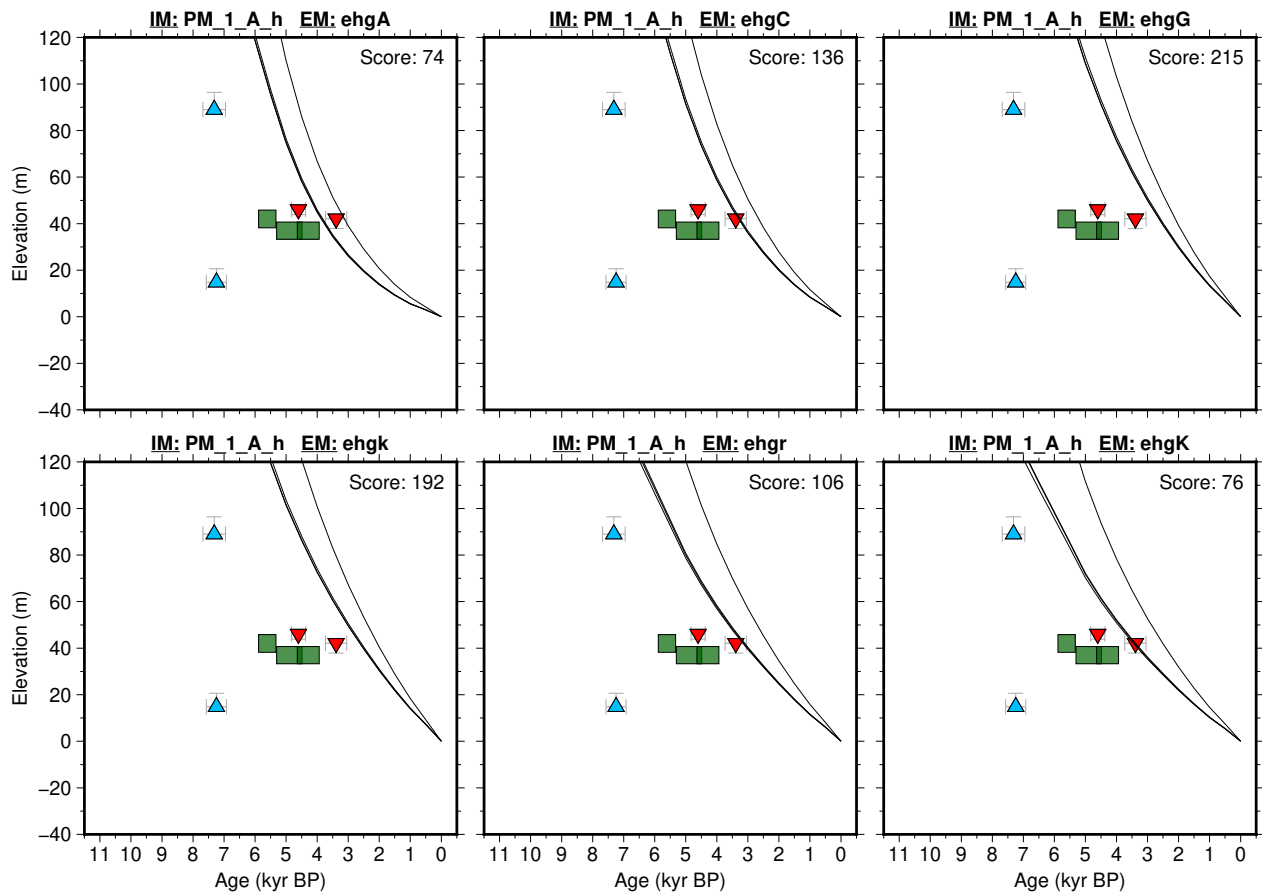 IM: PM_1_A_h EM: ehgA
IM: PM_1_A_h EM: ehgC
IM: PM_1_A_h EM: ehgG
Score: 74
Score: 136
Score: 215
120
100
80
60
40
20
0
−20
−40
Elevation (m)
IM: PM_1_A_h EM: ehgk
IM: PM_1_A_h EM: ehgr
IM: PM_1_A_h EM: ehgK
Score: 192
Score: 106
Score: 76
120
100
80
60
40
20
0
−20
−40
Elevation (m)
11 10 9 8 7 6 5 4 3 2 1 0
11 10 9 8 7 6 5 4 3 2 1 0
11 10 9 8 7 6 5 4 3 2 1 0
Age (kyr BP)
Age (kyr BP)
Age (kyr BP)